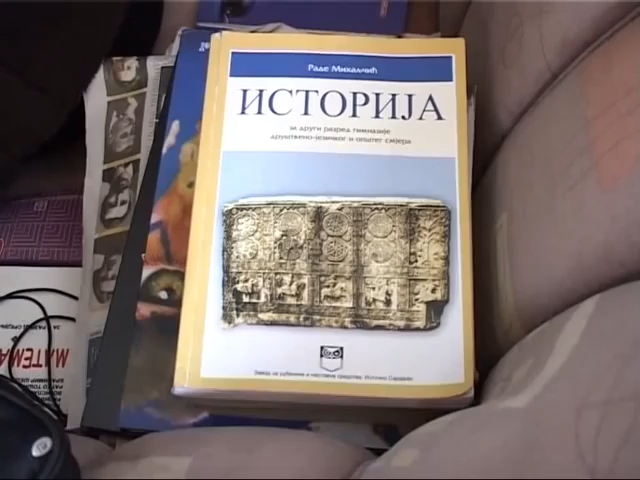 Раде Михаљчић
ИСТОРИЈА
за други разред гимназије
друштвено-језичког и општег смјера
Завод за уџбенике и наставна средства Источно Сарајево
МАТЕМА